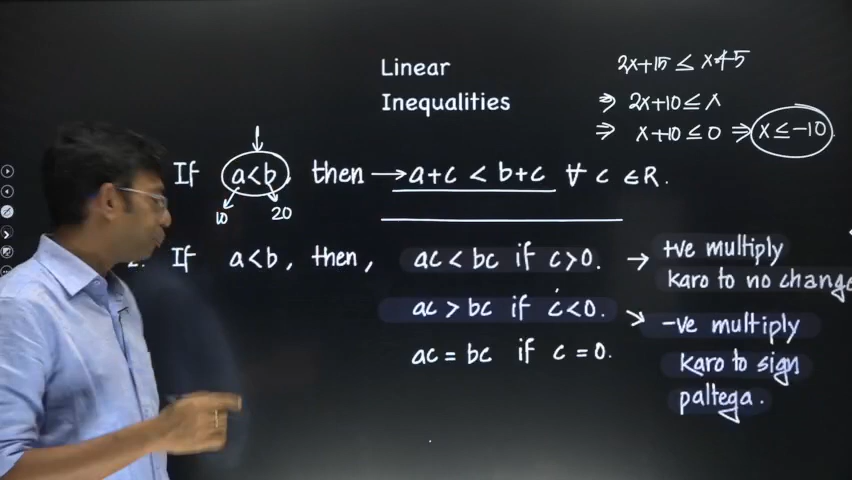 Linear
Inequalities
2x+15 ≤ x+5
⇒ 2x+10 ≤ x
⇒ x+10 ≤ 0 ⇒ x ≤ -10
If a<b then → a+c < b+c ∀ c ∈ R.
10 20
2. If a<b, then, ac < bc if c>0. → +ve multiply
karo to no change
ac > bc if c<0. → -ve multiply
karo to sign
paltega.
ac = bc if c = 0.